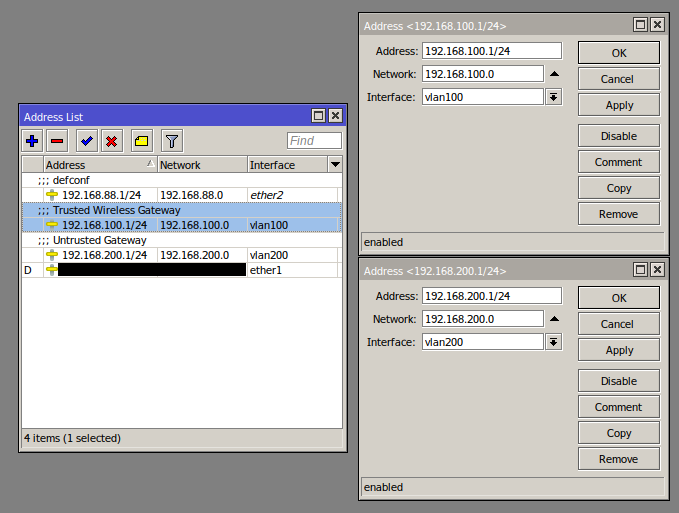 Address List
Find
Address Network Interface
;;; defconf
192.168.88.1/24 192.168.88.0 ether2
;;; Trusted Wireless Gateway
192.168.100.1/24 192.168.100.0 vlan100
;;; Untrusted Gateway
192.168.200.1/24 192.168.200.0 vlan200
D ether1
4 items (1 selected)
Address <192.168.100.1/24>
Address: 192.168.100.1/24
Network: 192.168.100.0
Interface: vlan100
OK
Cancel
Apply
Disable
Comment
Copy
Remove
enabled
Address <192.168.200.1/24>
Address: 192.168.200.1/24
Network: 192.168.200.0
Interface: vlan200
OK
Cancel
Apply
Disable
Comment
Copy
Remove
enabled